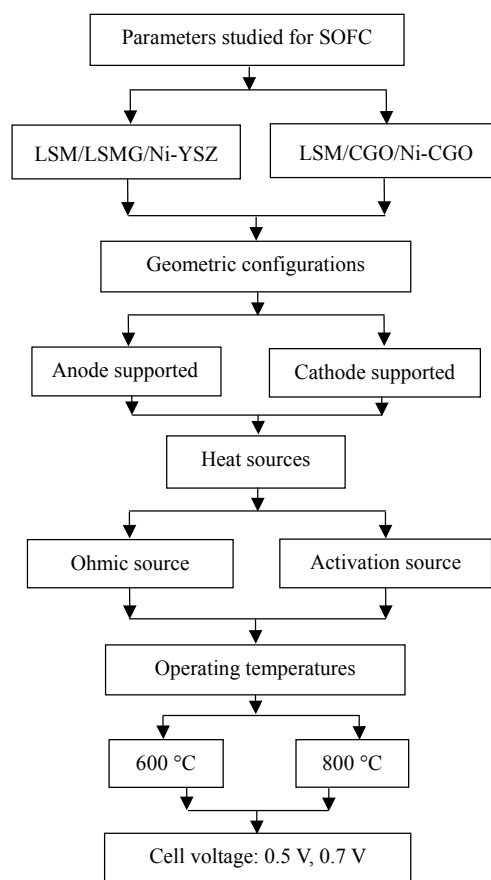 Parameters studied for SOFC
LSM/LSMG/Ni-YSZ
LSM/CGO/Ni-CGO
Geometric configurations
Anode supported
Cathode supported
Heat sources
Ohmic source
Activation source
Operating temperatures
600 °C
800 °C
Cell voltage: 0.5 V, 0.7 V